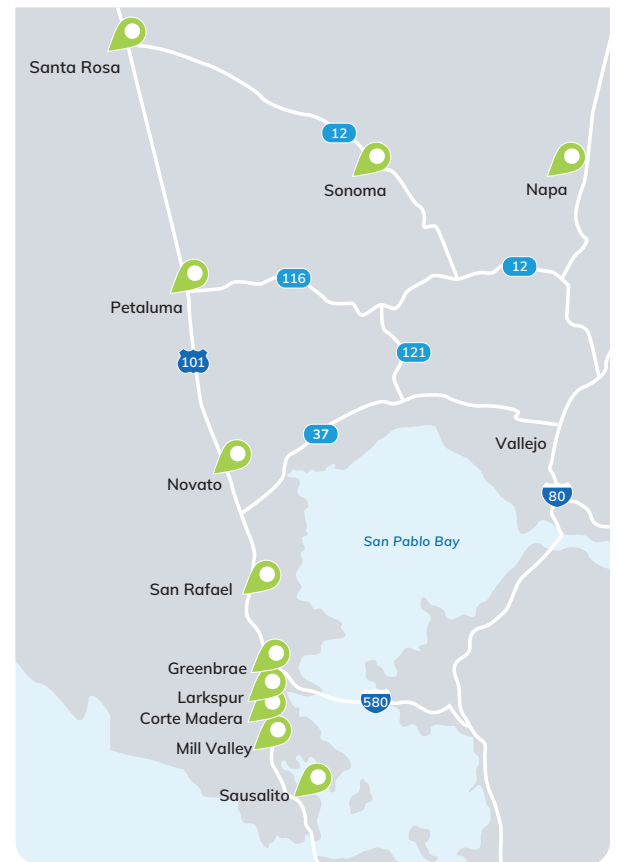 Santa Rosa
12
Sonoma
Napa
12
116
Petaluma
121
101
37
Vallejo
Novato
80
San Pablo Bay
San Rafael
Greenbrae
Larkspur
580
Corte Madera
Mill Valley
Sausalito